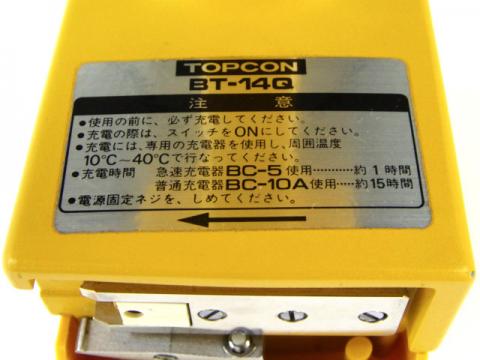 TOPCON
BT-14Q
注 意
●使用の前に、必ず充電してください。
●充電の際は、スイッチをONにしてください。
●充電には、専用の充電器を使用し、周囲温度
10℃～40℃で行なってください。
●充電時間 急速充電器BC-5使用………約1時間
普通充電器BC-10A使用……約15時間
●電源固定ネジを、しめてください。